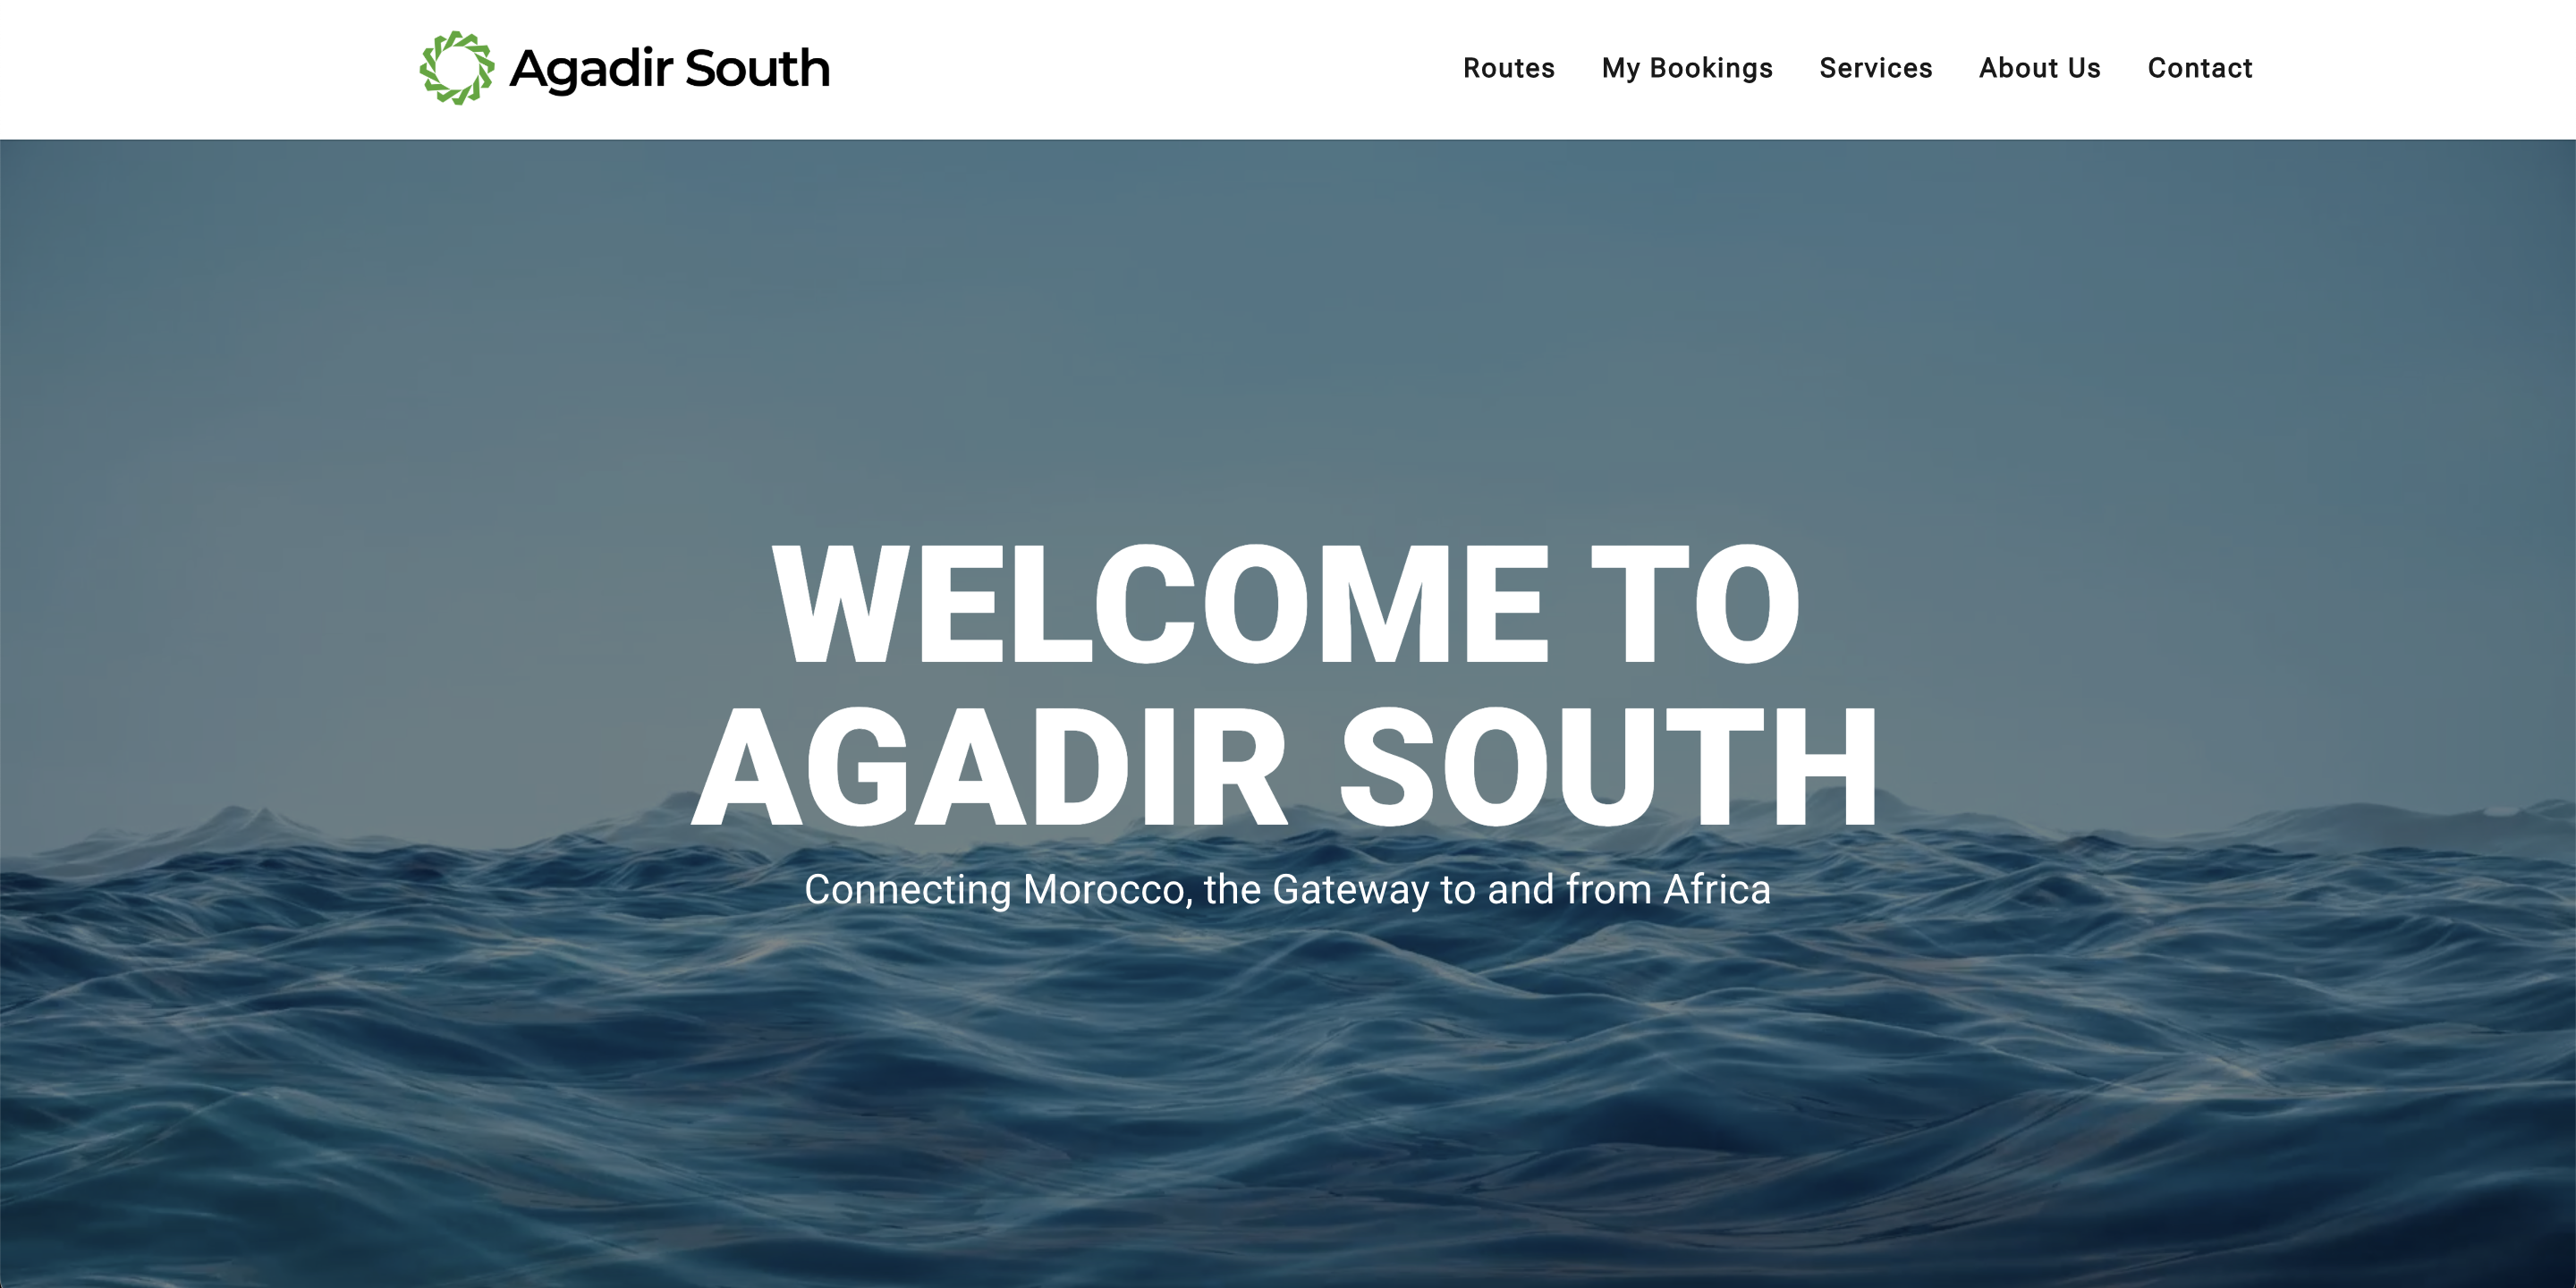 Agadir South
Routes My Bookings Services About Us Contact
WELCOME TO
AGADIR SOUTH
Connecting Morocco, the Gateway to and from Africa